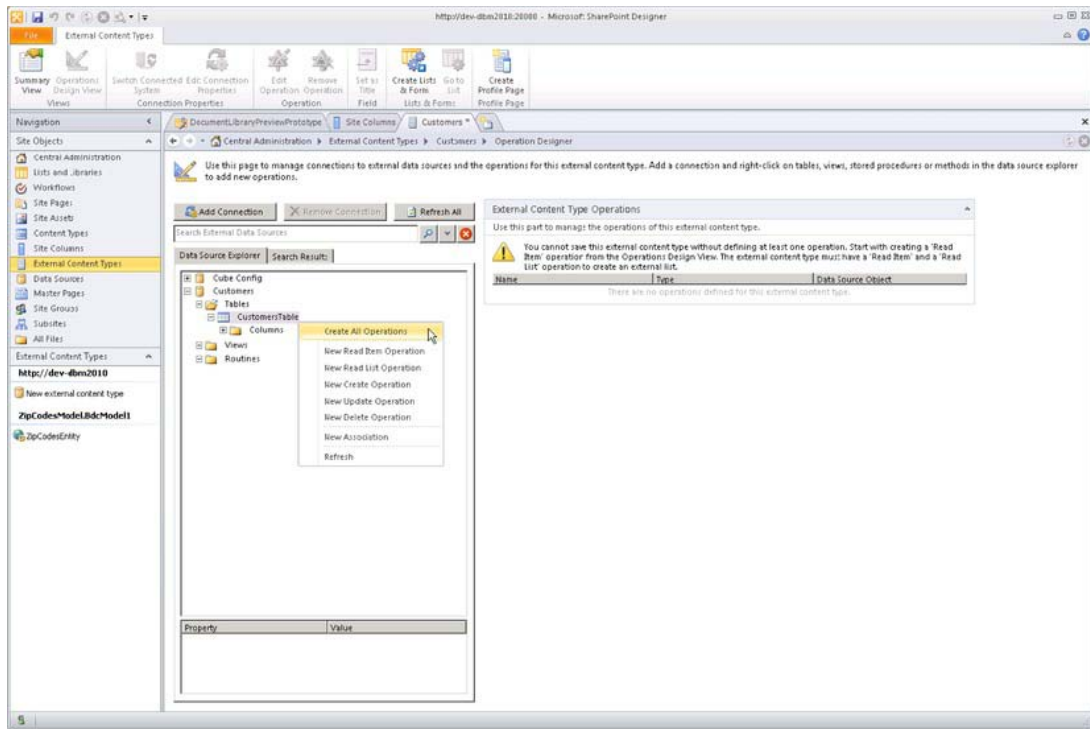 http://dev-dbm2010:20000 - Microsoft SharePoint Designer
File External Content Types
Summary View
Operations Design View
Views
Switch Connected System
Edit Connection Properties
Connection Properties
Edit Operation
Remove Operation
Operation
Set as Title
Field
Create Lists & Form
Go to List
Lists & Forms
Create Profile Page
Profile Page
Navigation
DocumentLibraryPreviewPrototype Site Columns Customers *
Site Objects
Central Administration External Content Types Customers Operation Designer
Central Administration
Lists and Libraries
Workflows
Site Pages
Site Assets
Content Types
Site Columns
External Content Types
Data Sources
Master Pages
Site Groups
Subsites
All Files
External Content Types
http://dev-dbm2010
New external content type
ZipCodesModel.BdcModel1
ZipCodesEntity
Use this page to manage connections to external data sources and the operations for this external content type. Add a connection and right-click on tables, views, stored procedures or methods in the data source explorer
to add new operations.
Add Connection Remove Connection Refresh All
Search External Data Sources
Data Source Explorer Search Results
Cube Config
Customers
Tables
CustomersTable
Columns
Views
Routines
Create All Operations
New Read Item Operation
New Read List Operation
New Create Operation
New Update Operation
New Delete Operation
New Association
Refresh
Property Value
External Content Type Operations
Use this part to manage the operations of this external content type.
You cannot save this external content type without defining at least one operation. Start with creating a 'Read
Item' operation from the Operations Design View. The external content type must have a 'Read Item' and a 'Read
List' operation to create an external list.
Name Type Data Source Object
There are no operations defined for this external content type.